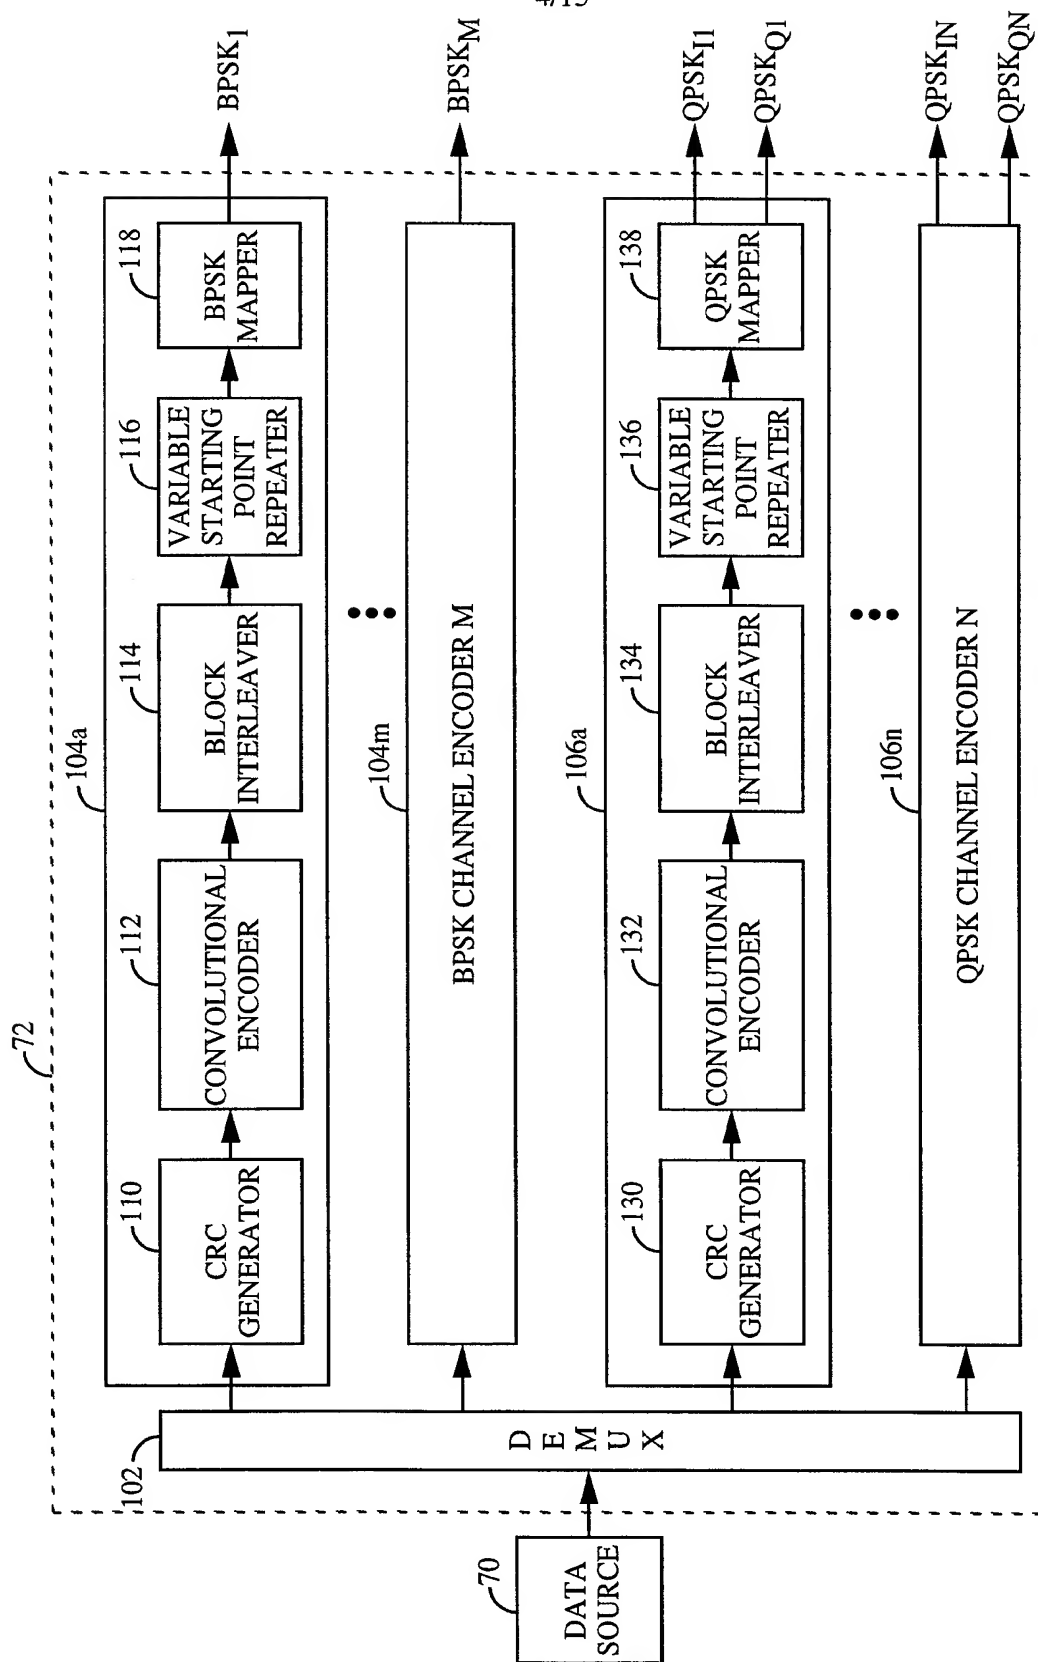 4/15
72
104a
110
CRC
GENERATOR
112
CONVOLUTIONAL
ENCODER
114
BLOCK
INTERLEAVER
116
VARIABLE
STARTING
POINT
REPEATER
118
BPSK
MAPPER
BPSK1
104m
BPSK CHANNEL ENCODER M
BPSKM
70
DATA
SOURCE
102
D
E
M
U
X
106a
130
CRC
GENERATOR
132
CONVOLUTIONAL
ENCODER
134
BLOCK
INTERLEAVER
136
VARIABLE
STARTING
POINT
REPEATER
138
QPSK
MAPPER
QPSKI1
QPSKQ1
106n
QPSK CHANNEL ENCODER N
QPSKIN
QPSKQN